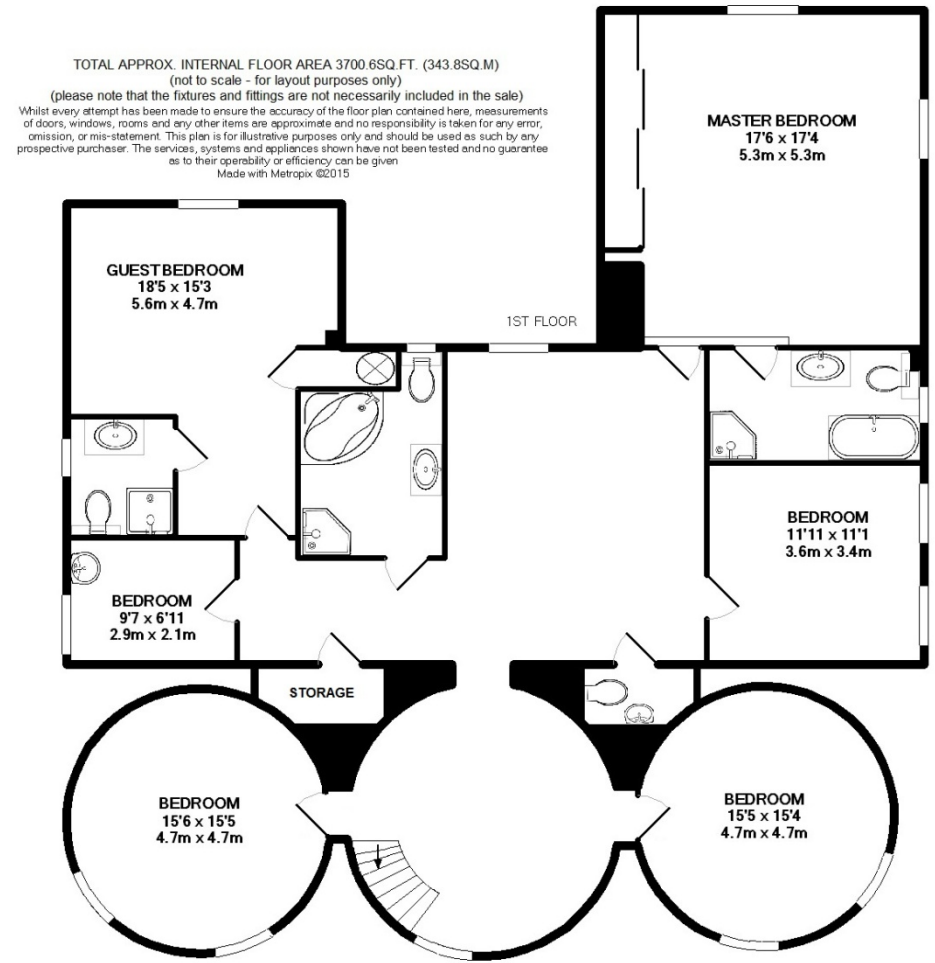 TOTAL APPROX. INTERNAL FLOOR AREA 3700.6SQ.FT. (343.8SQ.M)
(not to scale - for layout purposes only)
(please note that the fixtures and fittings are not necessarily included in the sale)
Whilst every attempt has been made to ensure the accuracy of the floor plan contained here, measurements
of doors, windows, rooms and any other items are approximate and no responsibility is taken for any error,
omission, or mis-statement. This plan is for illustrative purposes only and should be used as such by any
prospective purchaser. The services, systems and appliances shown have not been tested and no guarantee
as to their operability or efficiency can be given
Made with Metropix ©2015
MASTER BEDROOM
17'6 x 17'4
5.3m x 5.3m
GUEST BEDROOM
18'5 x 15'3
5.6m x 4.7m
1ST FLOOR
BEDROOM
11'11 x 11'1
3.6m x 3.4m
BEDROOM
9'7 x 6'11
2.9m x 2.1m
STORAGE
BEDROOM
15'6 x 15'5
4.7m x 4.7m
BEDROOM
15'5 x 15'4
4.7m x 4.7m